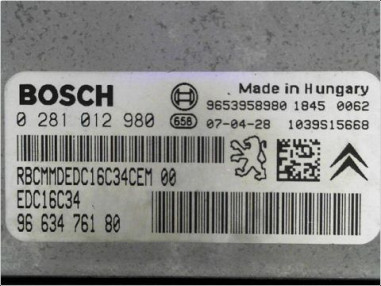 BOSCH
Made in Hungary
9653958980 1845 0062
0 281 012 980
658
07-04-28
1039S15668
RBCMMDEDC16C34CEM 00
EDC16C34
96 634 761 80